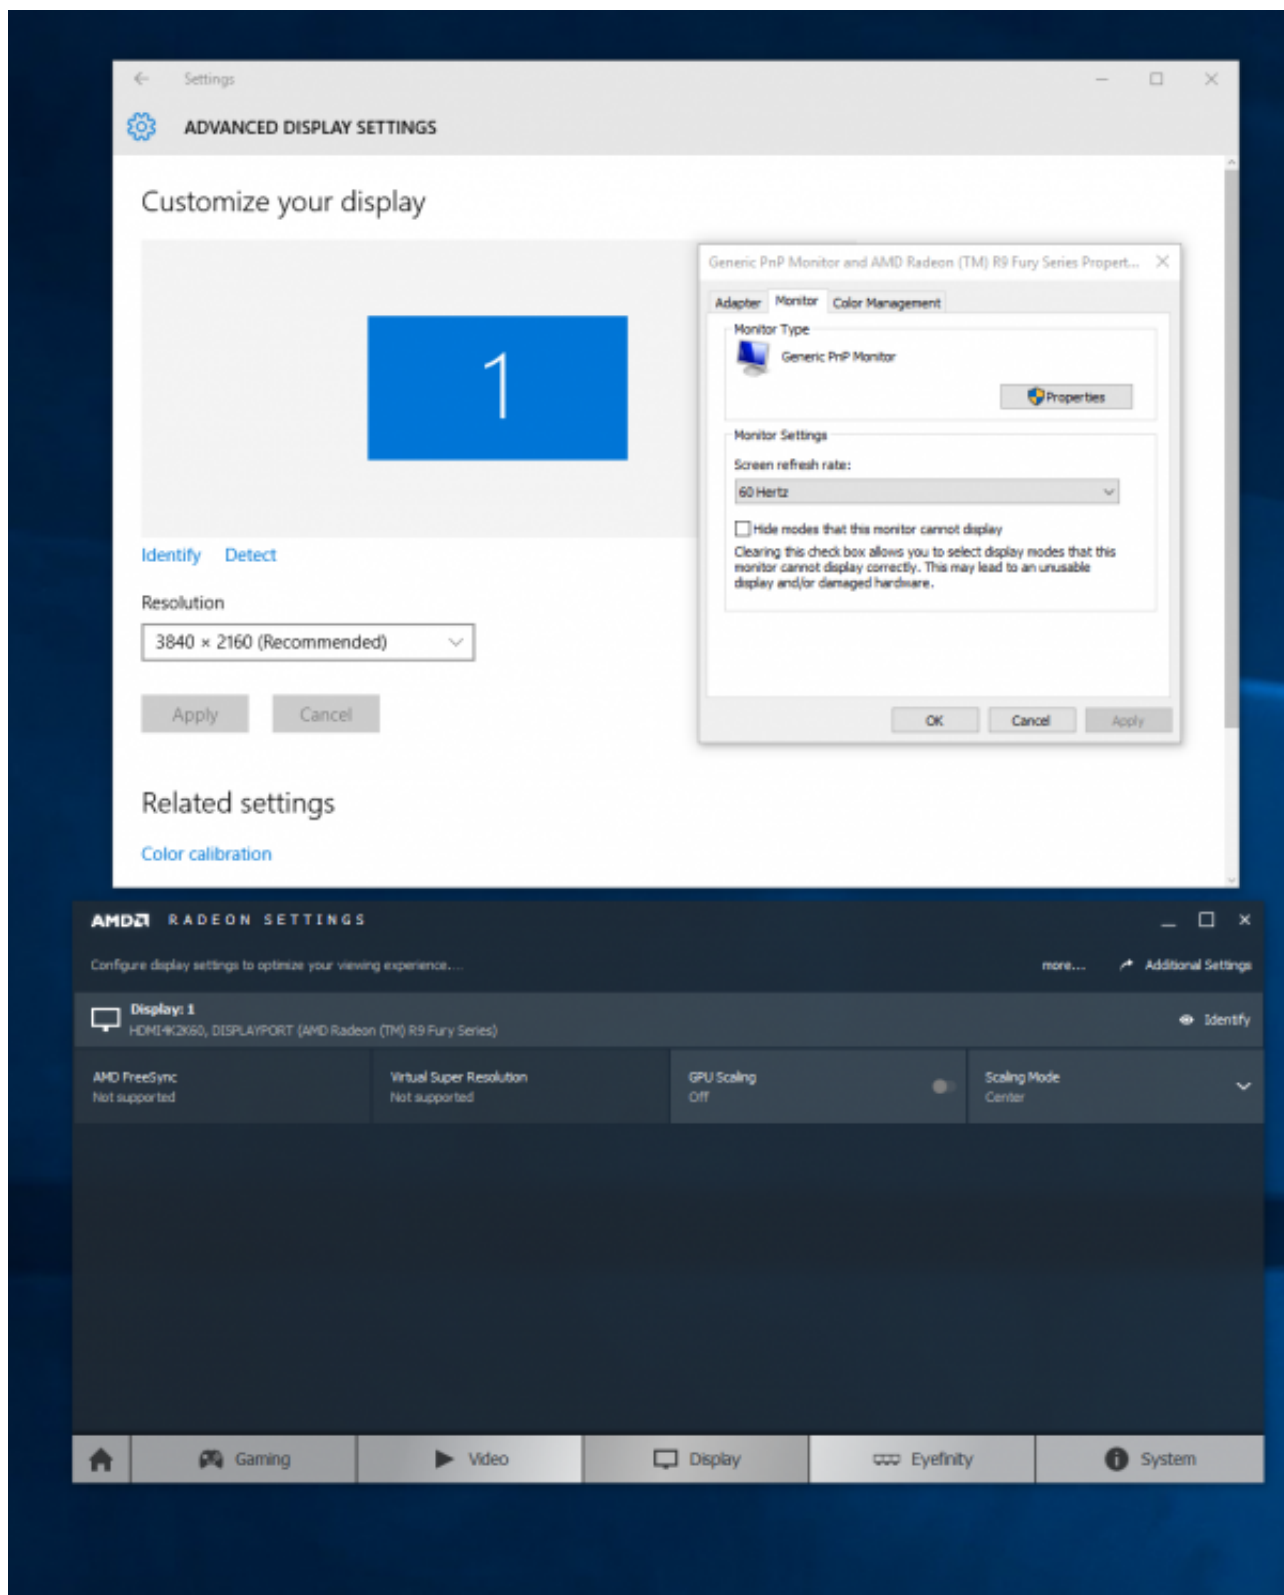 Settings
ADVANCED DISPLAY SETTINGS
Customize your display
1
Identify Detect
Resolution
3840 × 2160 (Recommended)
Apply Cancel
Related settings
Color calibration
Generic PnP Monitor and AMD Radeon (TM) R9 Fury Series Propert...
Adapter Monitor Color Management
Monitor Type
Generic PnP Monitor
Properties
Monitor Settings
Screen refresh rate:
60 Hertz
Hide modes that this monitor cannot display
Clearing this check box allows you to select display modes that this
monitor cannot display correctly. This may lead to an unusable
display and/or damaged hardware.
OK Cancel Apply
AMD RADEON SETTINGS
Configure display settings to optimize your viewing experience....
more... Additional Settings
Display: 1
HDMI4K2K60, DISPLAYPORT (AMD Radeon (TM) R9 Fury Series)
Identify
AMD FreeSync
Not supported
Virtual Super Resolution
Not supported
GPU Scaling
Off
Scaling Mode
Center
Gaming Video Display Eyefinity System